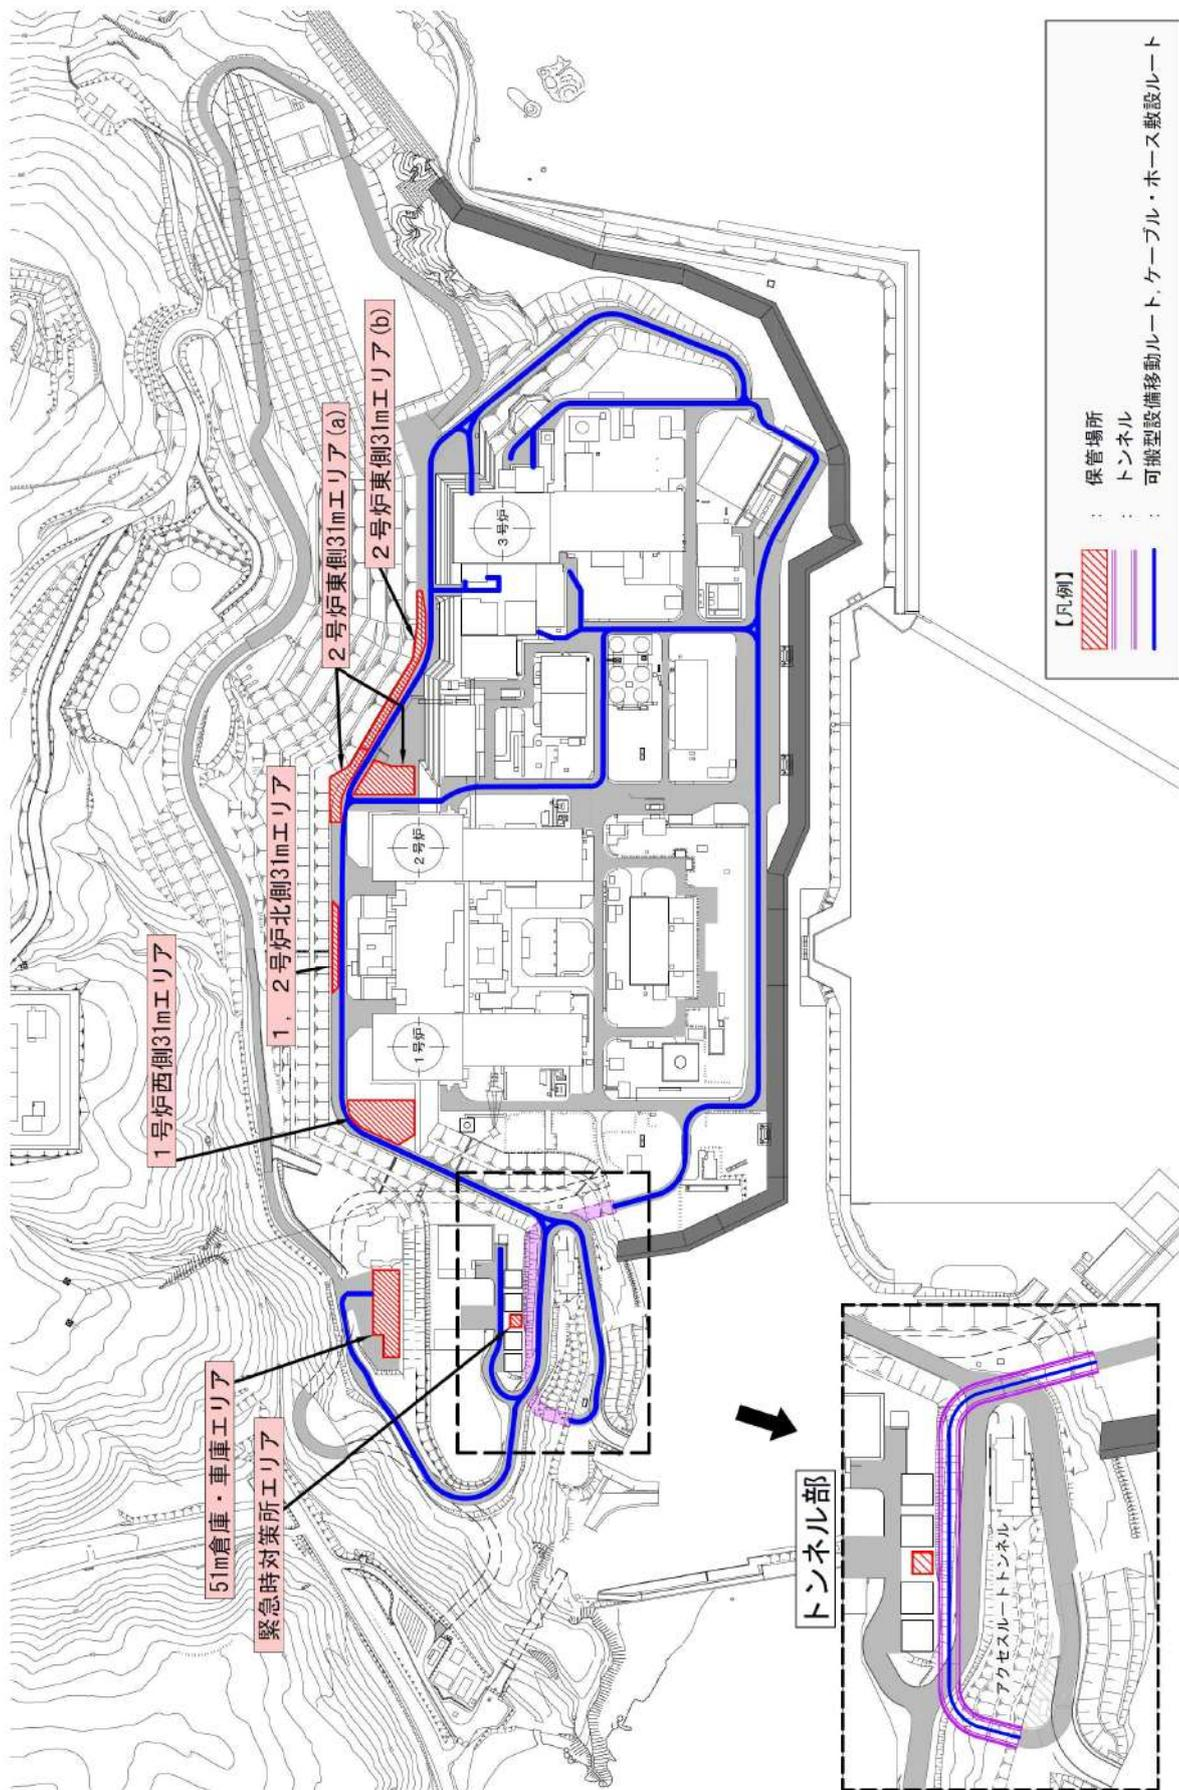 51m倉庫・車庫エリア
緊急時対策所エリア
1号炉西側31mエリア
1，2号炉北側31mエリア
2号炉東側31mエリア(a)
2号炉東側31mエリア(b)
1号炉
2号炉
3号炉
トンネル部
アクセスルートトンネル
【凡例】
： 保管場所
： トンネル
： 可搬型設備移動ルート，ケーブル・ホース敷設ルート